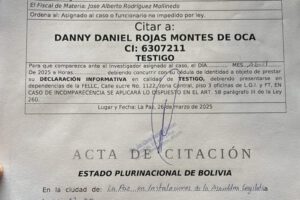 El Fiscal de Materia: Jose Alberto Rodríguez Mallineda
Ordena al: Asignado al caso o funcionario no impedido por ley.
Citar a:
DANNY DANIEL ROJAS MONTES DE OCA
CI: 6307211
TESTIGO
Para que comparezca ante el investigador asignado al caso, el DIA
De 2025 a Horas debiendo concurrir con Cédula de identidad a objeto de prestar
su DECLARACIÓN INFORMATIVA en calidad de TESTIGO, debiendo presentarse en
dependencias de la FELCC, Calle sucre No. 1122 zona Central, piso 3 oficinas de L.G.I. y FT, EN
CASO DE INCOMPARECENCIA SE APLICARA LO DISPUESTO EN EL ART. 58 parágrafo III de la Ley
260.
Lugar y Fecha: La Paz, 26 de marzo de 2025
ACTA DE CITACIÓN
ESTADO PLURINACIONAL DE BOLIVIA
En la ciudad de: La Paz en Instalaciones de la Asamblea Legislativa